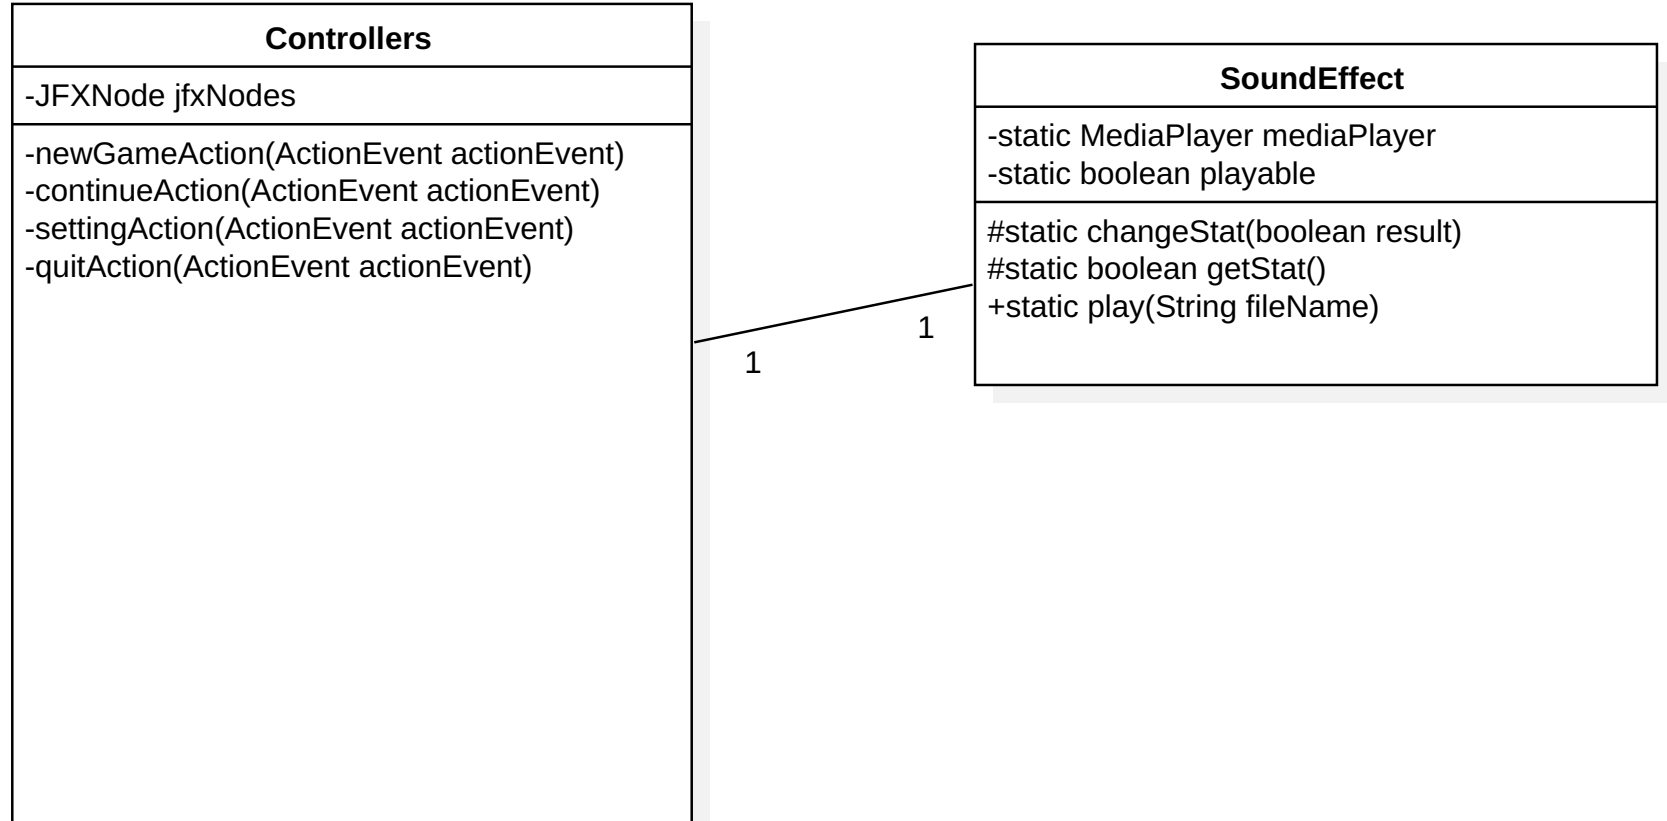 Controllers
-JFXNode jfxNodes
-newGameAction(ActionEvent actionEvent)
-continueAction(ActionEvent actionEvent)
-settingAction(ActionEvent actionEvent)
-quitAction(ActionEvent actionEvent)
1
1
SoundEffect
-static MediaPlayer mediaPlayer
-static boolean playable
#static changeStat(boolean result)
#static boolean getStat()
+static play(String fileName)